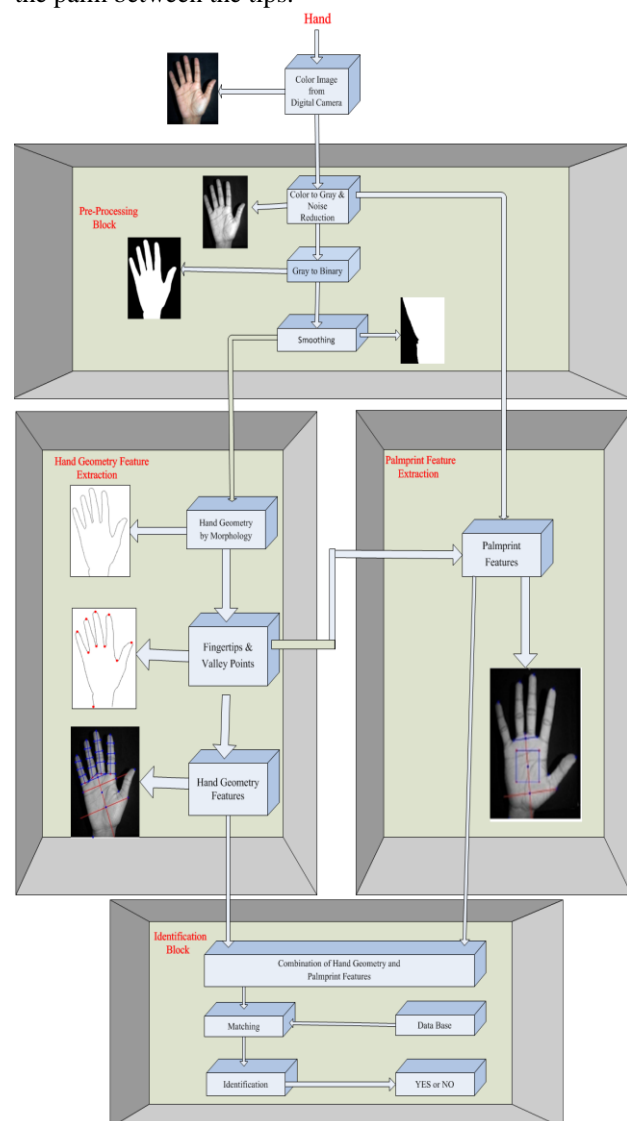 the palm between the tips.
Hand
Color Image
from
Digital Camera
Pre-Processing
Block
Color to Gray &
Noise
Reduction
Gray to Binary
Smoothing
Hand Geometry Feature
Extraction
Hand Geometry
by Morphology
Fingertips &
Valley Points
Hand Geometry
Features
Palmprint Feature
Extraction
Palmprint
Features
Identification
Block
Combination of Hand Geometry and
Palmprint Features
Matching
Data Base
Identification
YES or NO